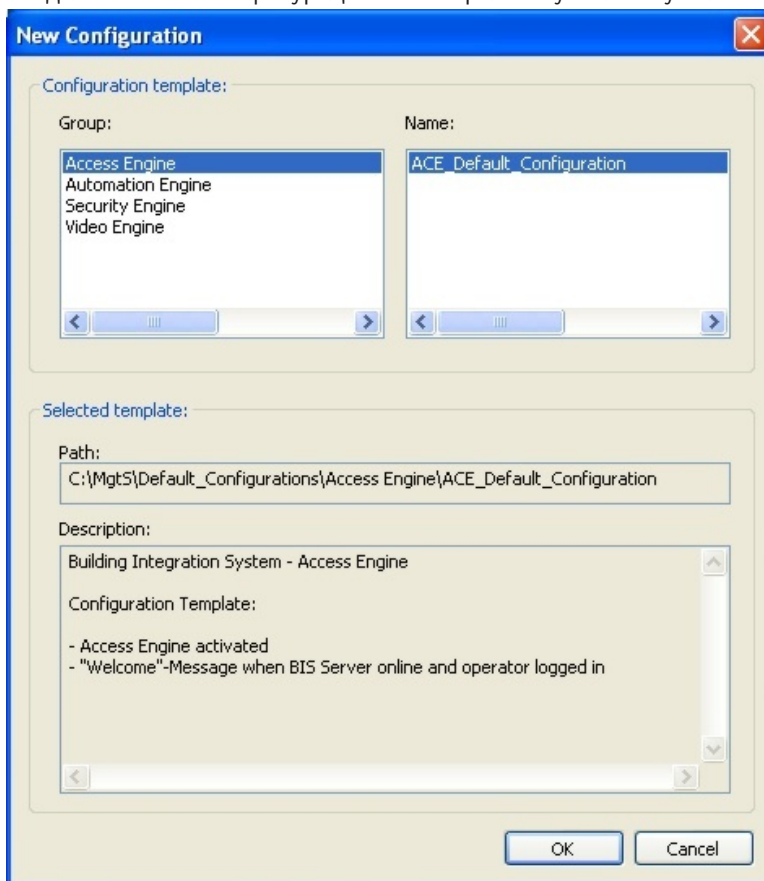 New Configuration
Configuration template:
Group:
Name:
Access Engine
Automation Engine
Security Engine
Video Engine
ACE_Default_Configuration
Selected template:
Path:
C:\MgtS\Default_Configurations\Access Engine\ACE_Default_Configuration
Description:
Building Integration System - Access Engine
Configuration Template:
- Access Engine activated
- "Welcome"-Message when BIS Server online and operator logged in
OK
Cancel